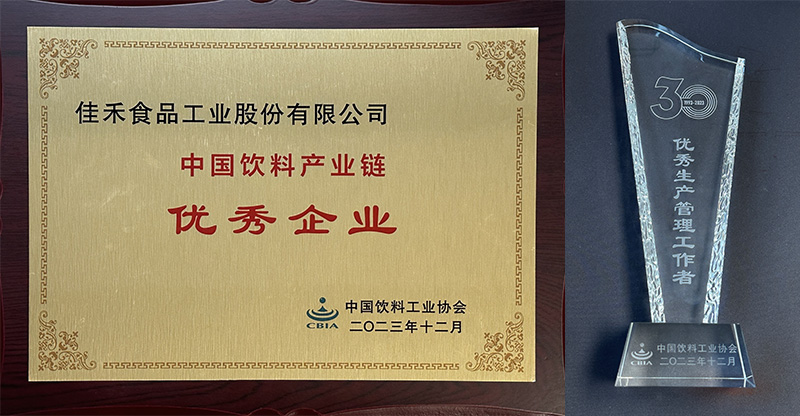 佳禾食品工业股份有限公司
中国饮料产业链
优秀企业
CBIA
中国饮料工业协会
二〇二三年十二月
30
1993-2023
优秀生产管理工作者
CBIA
中国饮料工业协会
二〇二三年十二月